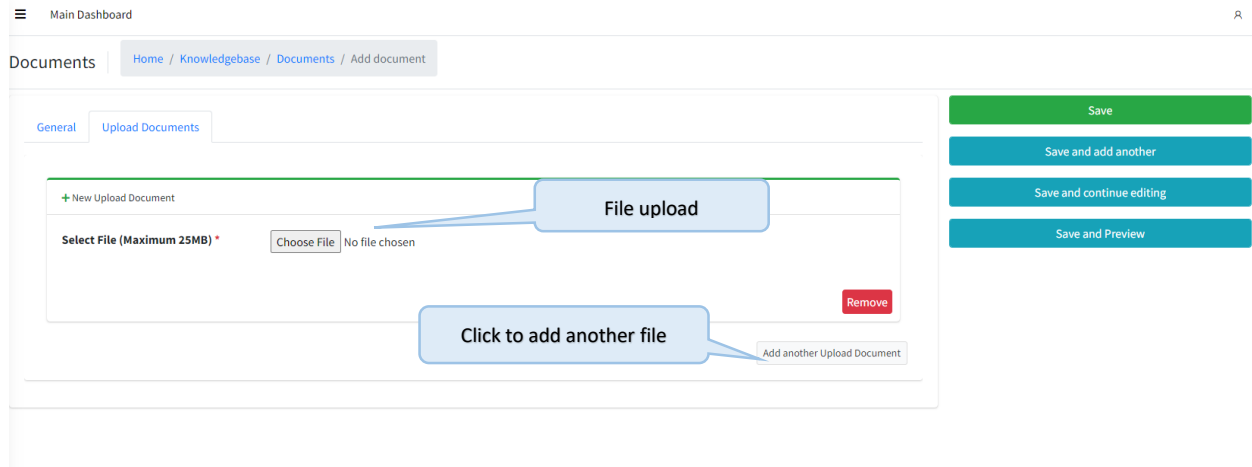 Main Dashboard
Documents
Home / Knowledgebase / Documents / Add document
General
Upload Documents
Save
Save and add another
Save and continue editing
Save and Preview
+ New Upload Document
File upload
Select File (Maximum 25MB) *
Choose File No file chosen
Remove
Click to add another file
Add another Upload Document